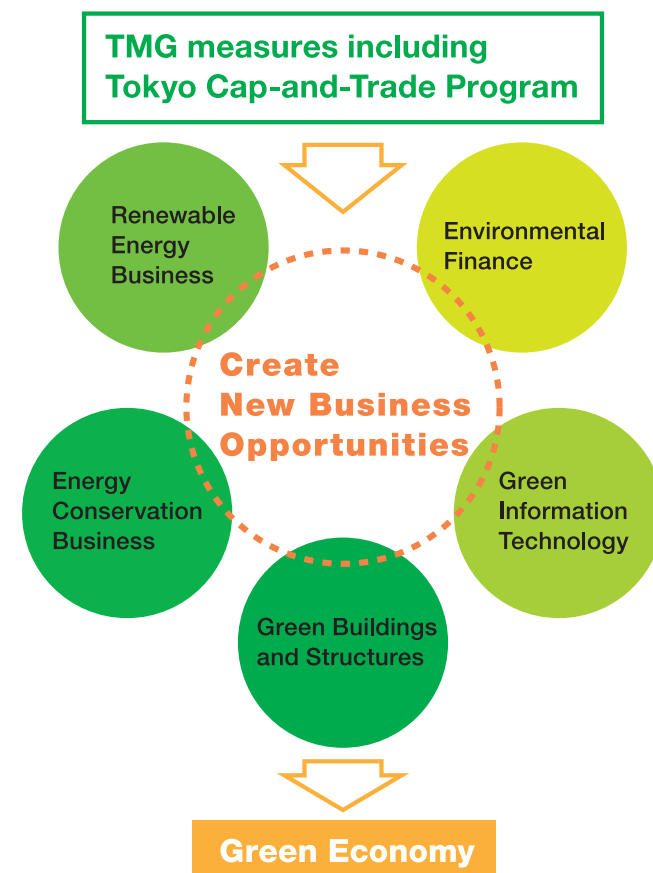 TMG measures including
Tokyo Cap-and-Trade Program
Renewable
Energy
Business
Environmental
Finance
Create
New Business
Opportunities
Energy
Conservation
Business
Green
Information
Technology
Green Buildings
and Structures
Green Economy